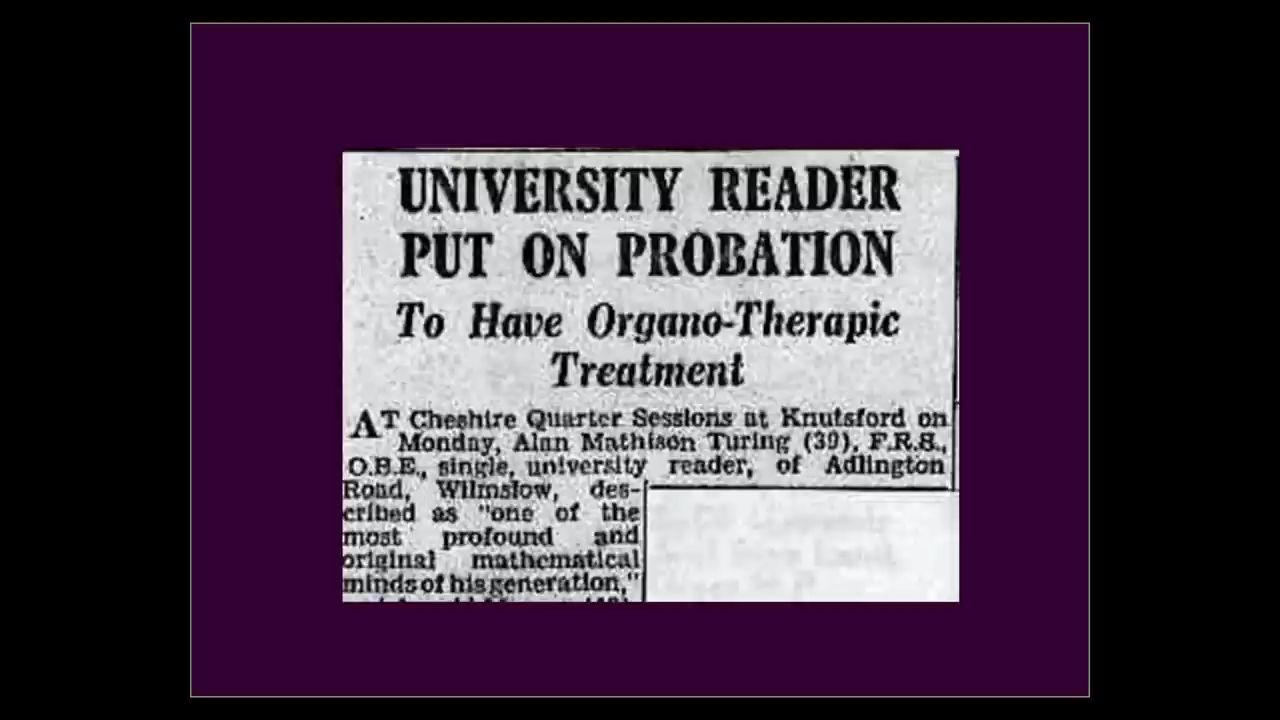 UNIVERSITY READER
PUT ON PROBATION
To Have Organo-Therapic
Treatment
AT Cheshire Quarter Sessions at Knutsford on
Monday, Alan Mathison Turing (39), F.R.S.,
O.B.E., single, university reader, of Adlington
Road, Wilmslow, des-
cribed as "one of the
most profound and
original mathematical
minds of his generation,"